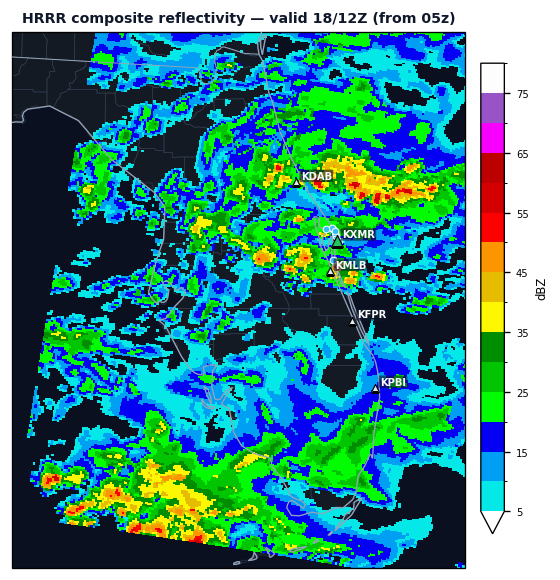 HRRR composite reflectivity — valid 18/12Z (from 05z)
KDAB
KXMR
KMLB
KFPR
KPBI
75
65
55
45
35
25
15
5
dBZ